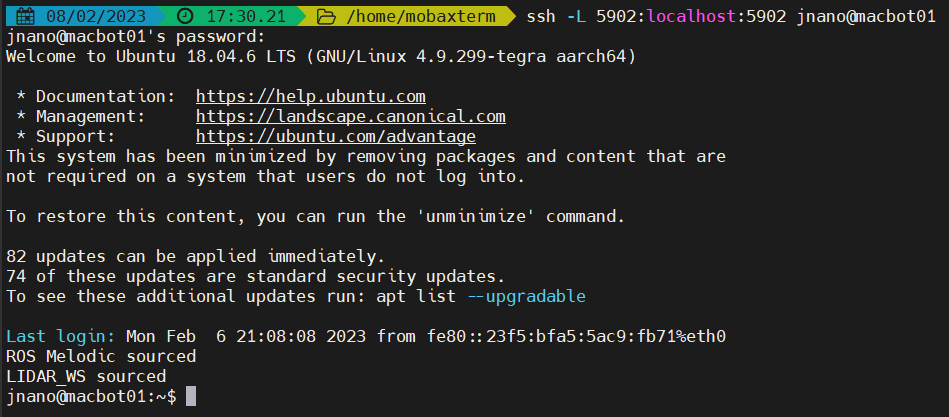 08/02/2023 17:30.21 /home/mobaxterm ssh -L 5902:localhost:5902 jnano@macbot01
jnano@macbot01's password:
Welcome to Ubuntu 18.04.6 LTS (GNU/Linux 4.9.299-tegra aarch64)
* Documentation: https://help.ubuntu.com
* Management: https://landscape.canonical.com
* Support: https://ubuntu.com/advantage
This system has been minimized by removing packages and content that are
not required on a system that users do not log into.
To restore this content, you can run the 'unminimize' command.
82 updates can be applied immediately.
74 of these updates are standard security updates.
To see these additional updates run: apt list --upgradable
Last login: Mon Feb 6 21:08:08 2023 from fe80::23f5:bfa5:5ac9:fb71%eth0
ROS Melodic sourced
LIDAR_WS sourced
jnano@macbot01:~$